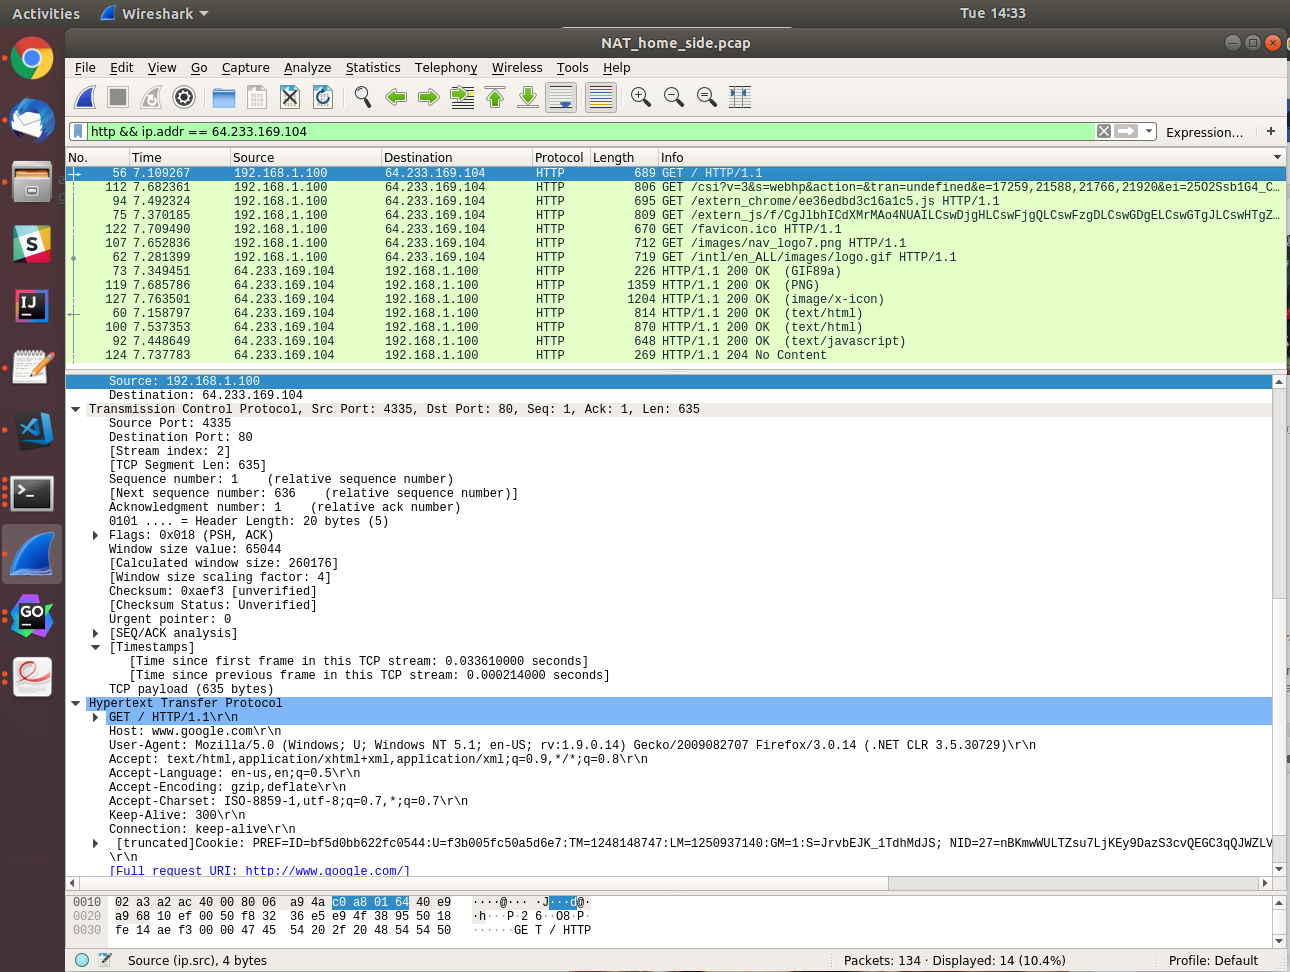 Activities Wireshark Tue 14:33
NAT_home_side.pcap
File Edit View Go Capture Analyze Statistics Telephony Wireless Tools Help
http && ip.addr == 64.233.169.104 Expression… +
No. Time Source Destination Protocol Length Info
56 7.109267 192.168.1.100 64.233.169.104 HTTP 689 GET / HTTP/1.1
112 7.682361 192.168.1.100 64.233.169.104 HTTP 806 GET /csi?v=3&s=webhp&action=&tran=undefined&e=17259,21588,21766,21920&ei=25O2Ssb1G4_C…
94 7.492324 192.168.1.100 64.233.169.104 HTTP 695 GET /extern_chrome/ee36edbd3c16a1c5.js HTTP/1.1
75 7.370185 192.168.1.100 64.233.169.104 HTTP 809 GET /extern_js/f/CgJlbhICdXMrMAo4NUAILCswDjgHLCswFjgQLCswFzgDLCswGDgELCswGTgJLCswHTgZ…
122 7.709490 192.168.1.100 64.233.169.104 HTTP 670 GET /favicon.ico HTTP/1.1
107 7.652836 192.168.1.100 64.233.169.104 HTTP 712 GET /images/nav_logo7.png HTTP/1.1
62 7.281399 192.168.1.100 64.233.169.104 HTTP 719 GET /intl/en_ALL/images/logo.gif HTTP/1.1
73 7.349451 64.233.169.104 192.168.1.100 HTTP 226 HTTP/1.1 200 OK (GIF89a)
119 7.685786 64.233.169.104 192.168.1.100 HTTP 1359 HTTP/1.1 200 OK (PNG)
127 7.763501 64.233.169.104 192.168.1.100 HTTP 1204 HTTP/1.1 200 OK (image/x-icon)
60 7.158797 64.233.169.104 192.168.1.100 HTTP 814 HTTP/1.1 200 OK (text/html)
100 7.537353 64.233.169.104 192.168.1.100 HTTP 870 HTTP/1.1 200 OK (text/html)
92 7.448649 64.233.169.104 192.168.1.100 HTTP 648 HTTP/1.1 200 OK (text/javascript)
124 7.737783 64.233.169.104 192.168.1.100 HTTP 269 HTTP/1.1 204 No Content
Source: 192.168.1.100
Destination: 64.233.169.104
Transmission Control Protocol, Src Port: 4335, Dst Port: 80, Seq: 1, Ack: 1, Len: 635
Source Port: 4335
Destination Port: 80
[Stream index: 2]
[TCP Segment Len: 635]
Sequence number: 1 (relative sequence number)
[Next sequence number: 636 (relative sequence number)]
Acknowledgment number: 1 (relative ack number)
0101 .... = Header Length: 20 bytes (5)
Flags: 0x018 (PSH, ACK)
Window size value: 65044
[Calculated window size: 260176]
[Window size scaling factor: 4]
Checksum: 0xaef3 [unverified]
[Checksum Status: Unverified]
Urgent pointer: 0
[SEQ/ACK analysis]
[Timestamps]
[Time since first frame in this TCP stream: 0.033610000 seconds]
[Time since previous frame in this TCP stream: 0.000214000 seconds]
TCP payload (635 bytes)
Hypertext Transfer Protocol
GET / HTTP/1.1\r\n
Host: www.google.com\r\n
User-Agent: Mozilla/5.0 (Windows; U; Windows NT 5.1; en-US; rv:1.9.0.14) Gecko/2009082707 Firefox/3.0.14 (.NET CLR 3.5.30729)\r\n
Accept: text/html,application/xhtml+xml,application/xml;q=0.9,*/*;q=0.8\r\n
Accept-Language: en-us,en;q=0.5\r\n
Accept-Encoding: gzip,deflate\r\n
Accept-Charset: ISO-8859-1,utf-8;q=0.7,*;q=0.7\r\n
Keep-Alive: 300\r\n
Connection: keep-alive\r\n
[truncated]Cookie: PREF=ID=bf5d0bb622fc0544:U=f3b005fc50a5d6e7:TM=1248148747:LM=1250937140:GM=1:S=JrvbEJK_1TdhMdJS; NID=27=nBKmwWULTZsu7LjKEy9DazS3cvQEGC3qQJWZLV
\r\n
[Full request URI: http://www.google.com/]
0010 02 a3 a2 ac 40 00 80 06 a9 4a c0 a8 01 64 40 e9 ····@··· ·J···d@·
0020 a9 68 10 ef 00 50 f8 32 36 e5 e9 4f 38 95 50 18 ·h···P·2 6··O8·P·
0030 fe 14 ae f3 00 00 47 45 54 20 2f 20 48 54 54 50 ······GE T / HTTP
Source (ip.src), 4 bytes Packets: 134 · Displayed: 14 (10.4%) Profile: Default